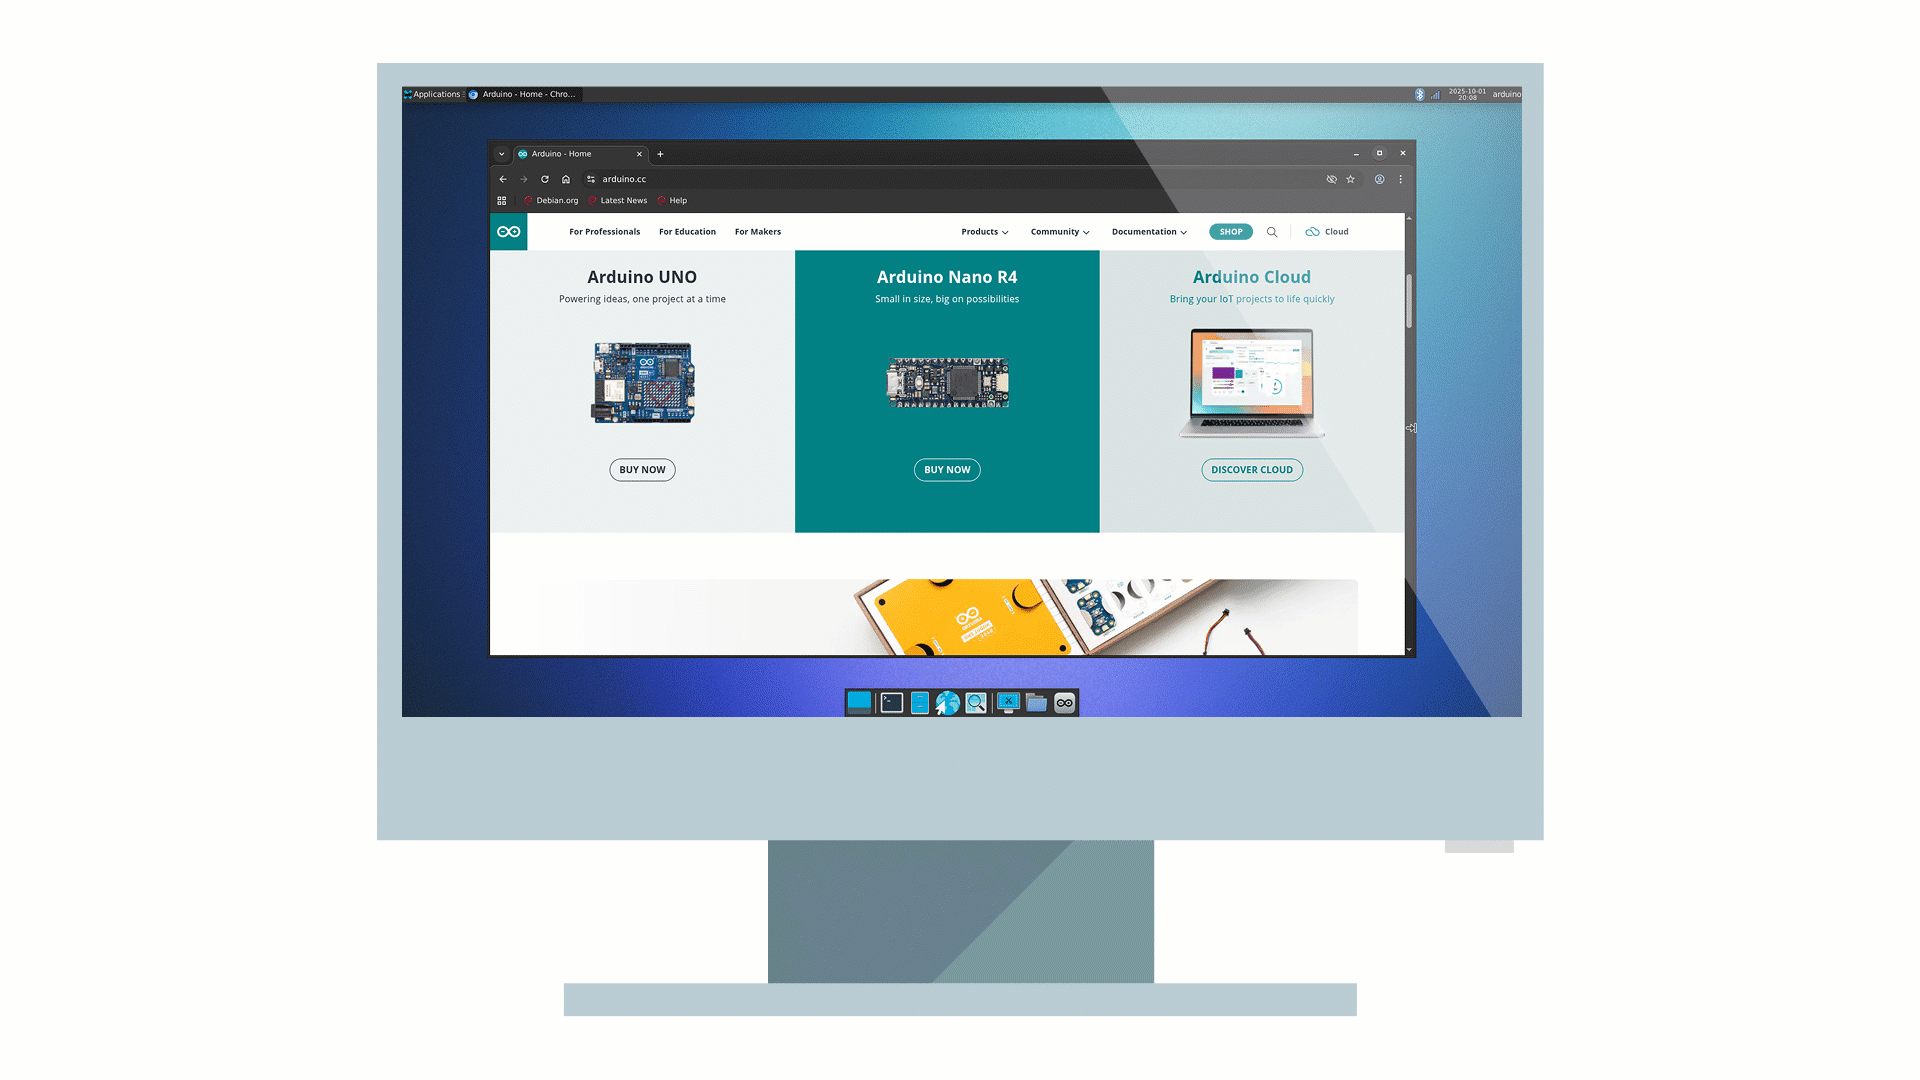 Applications
Arduino - Home - Chro...
2025-10-01
20:08
arduino
Arduino - Home
arduino.cc
Debian.org
Latest News
Help
For Professionals
For Education
For Makers
Products
Community
Documentation
SHOP
Cloud
Arduino UNO
Powering ideas, one project at a time
BUY NOW
Arduino Nano R4
Small in size, big on possibilities
BUY NOW
Arduino Cloud
Bring your IoT projects to life quickly
DISCOVER CLOUD